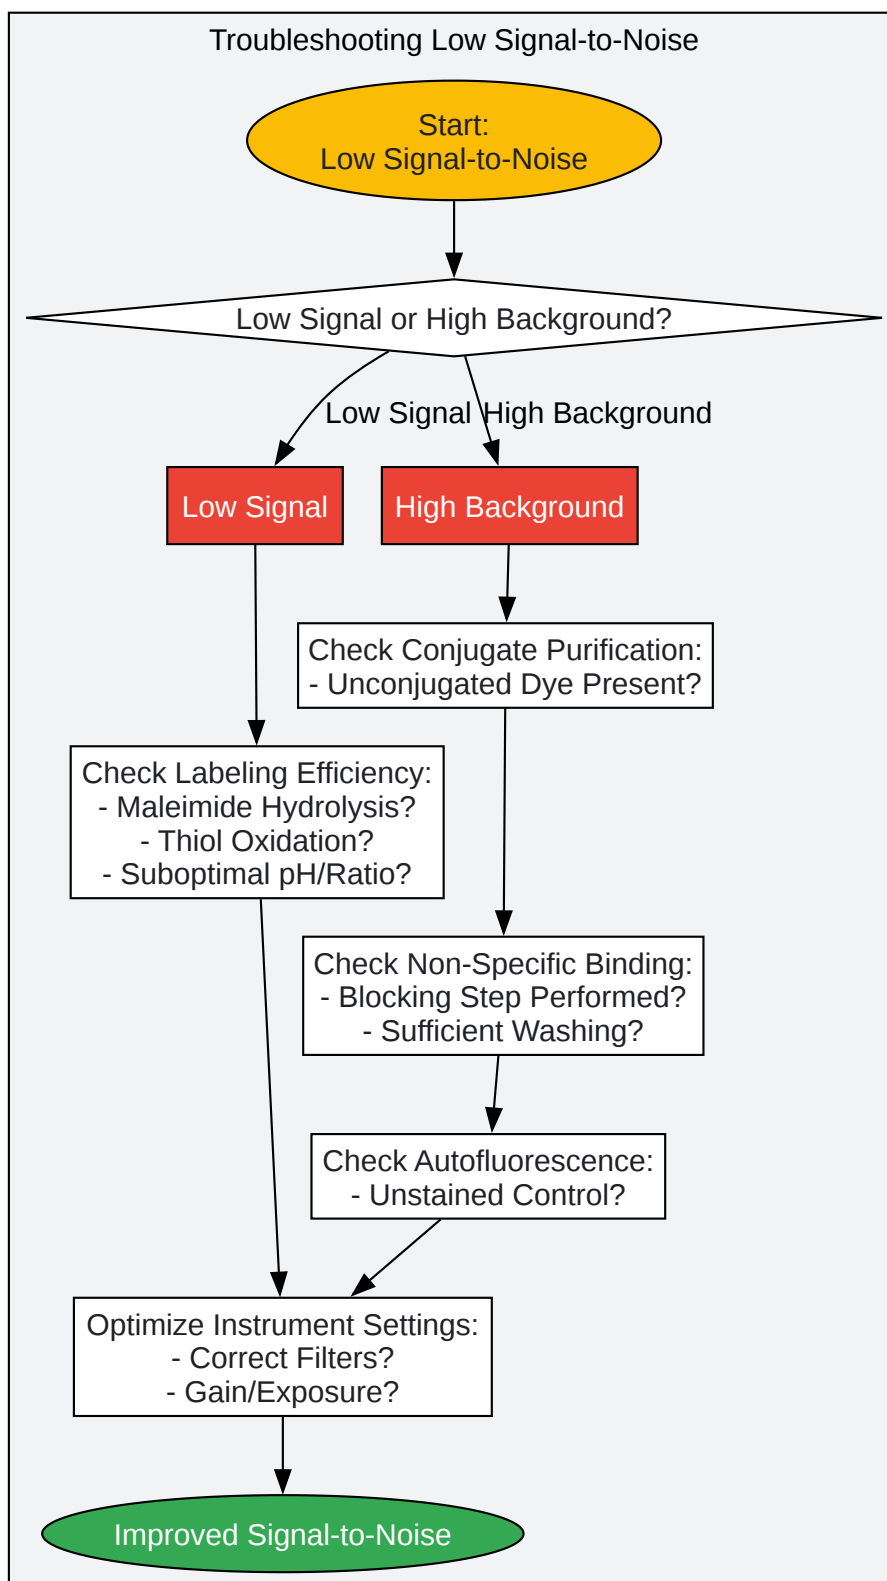 Troubleshooting Low Signal-to-Noise
Start:
Low Signal-to-Noise
Low Signal or High Background?
Low Signal
High Background
Low Signal
High Background
Check Conjugate Purification:
- Unconjugated Dye Present?
Check Labeling Efficiency:
- Maleimide Hydrolysis?
- Thiol Oxidation?
- Suboptimal pH/Ratio?
Check Non-Specific Binding:
- Blocking Step Performed?
- Sufficient Washing?
Check Autofluorescence:
- Unstained Control?
Optimize Instrument Settings:
- Correct Filters?
- Gain/Exposure?
Improved Signal-to-Noise